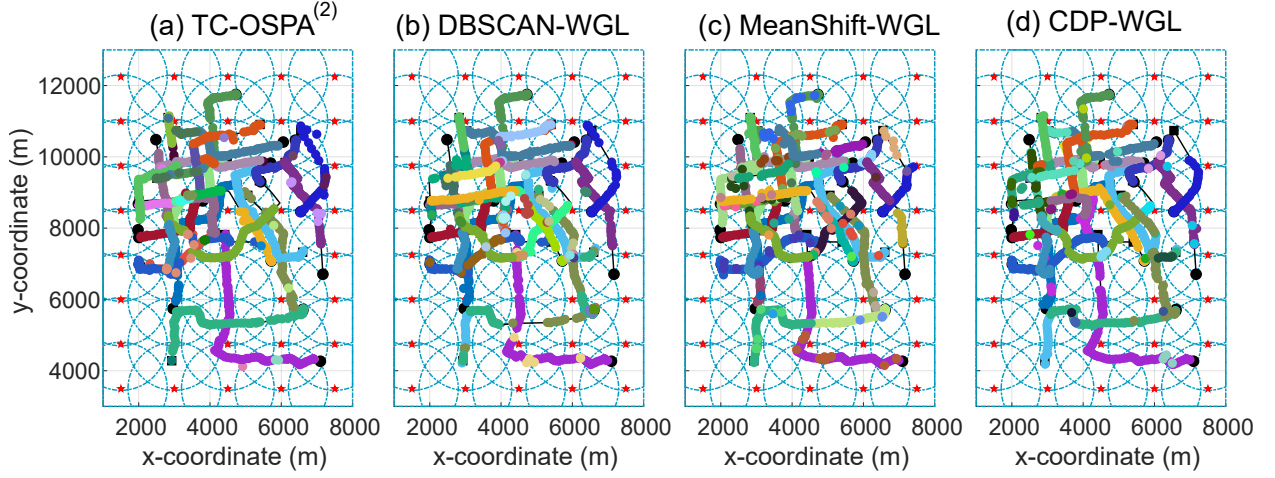 (a) TC-OSPA(2)
(b) DBSCAN-WGL
(c) MeanShift-WGL
(d) CDP-WGL
y-coordinate (m)
12000
10000
8000
6000
4000
2000 4000 6000 8000
2000 4000 6000 8000
2000 4000 6000 8000
2000 4000 6000 8000
x-coordinate (m)
x-coordinate (m)
x-coordinate (m)
x-coordinate (m)